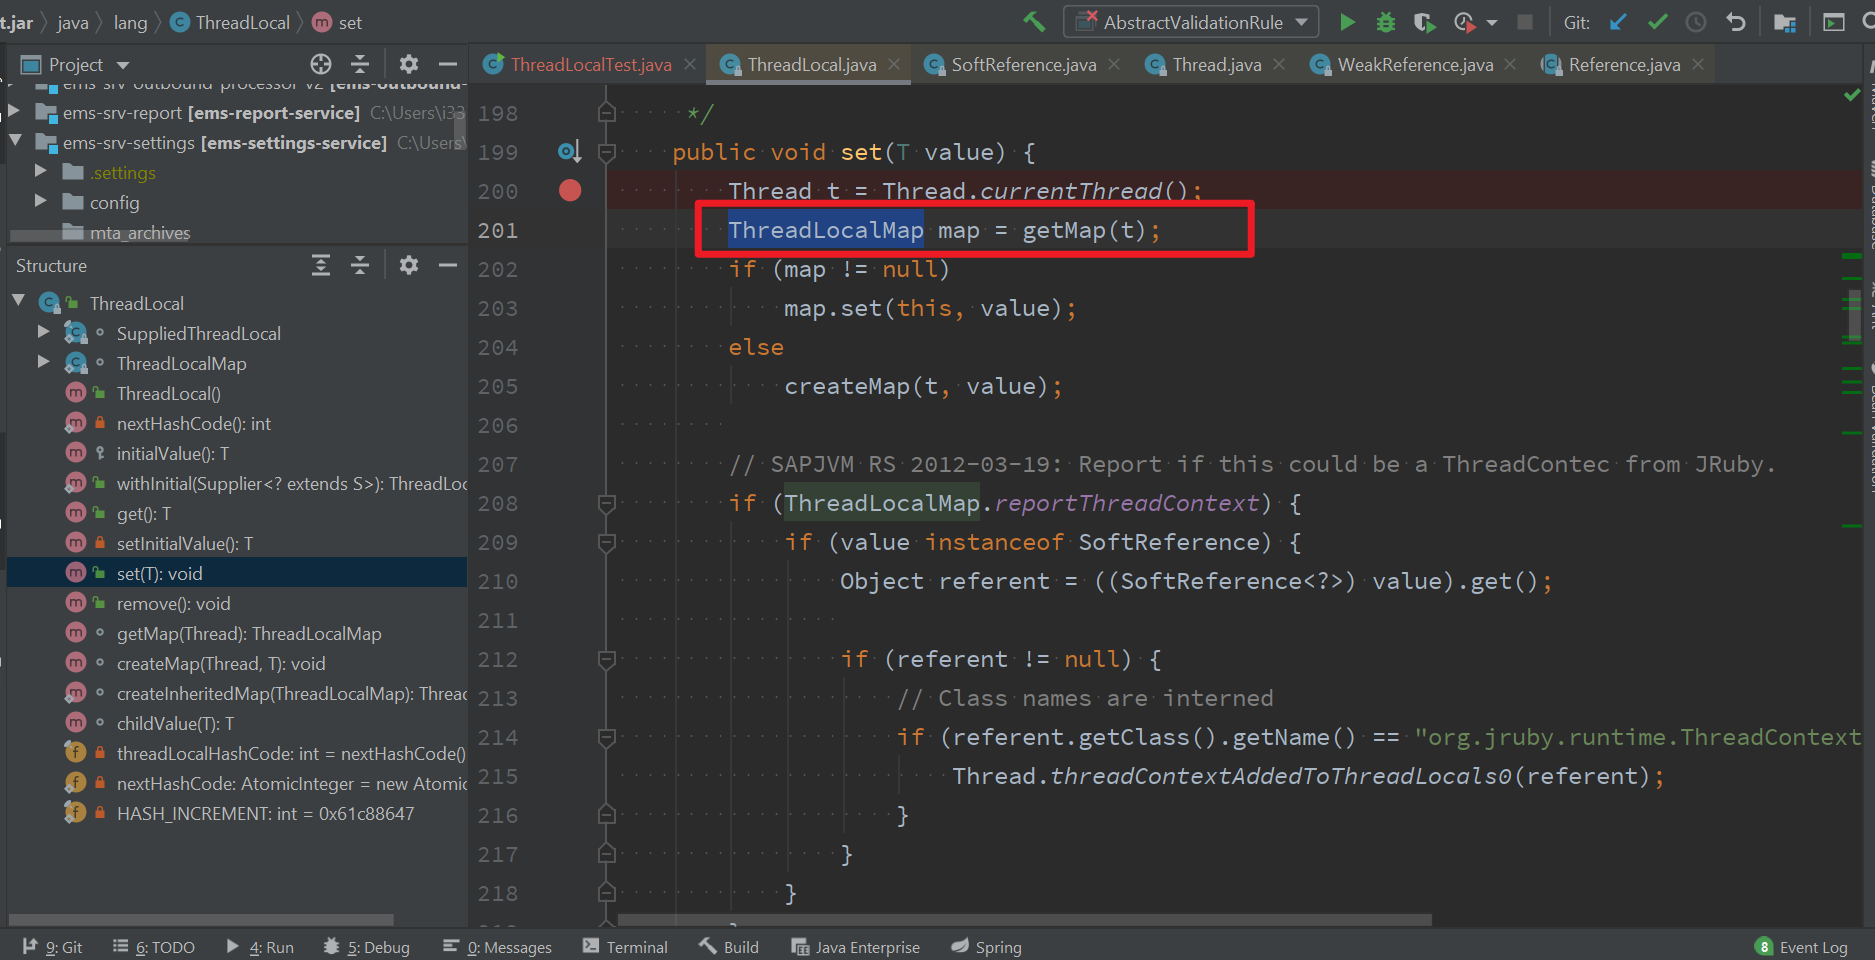 t.jar java lang ThreadLocal set
AbstractValidationRule Git:
Project
ems-srv-outbound-processor-v2 [ems-outbound-
ems-srv-report [ems-report-service] C:\Users\i33
ems-srv-settings [ems-settings-service] C:\Users\
.settings
config
mta_archives
Structure
ThreadLocal
SuppliedThreadLocal
ThreadLocalMap
ThreadLocal()
nextHashCode(): int
initialValue(): T
withInitial(Supplier<? extends S>): ThreadLoc
get(): T
setInitialValue(): T
set(T): void
remove(): void
getMap(Thread): ThreadLocalMap
createMap(Thread, T): void
createInheritedMap(ThreadLocalMap): Threac
childValue(T): T
threadLocalHashCode: int = nextHashCode()
nextHashCode: AtomicInteger = new Atomic
HASH_INCREMENT: int = 0x61c88647
ThreadLocalTest.java ThreadLocal.java SoftReference.java Thread.java WeakReference.java Reference.java
198 */
199 public void set(T value) {
200 Thread t = Thread.currentThread();
201 ThreadLocalMap map = getMap(t);
202 if (map != null)
203 map.set(this, value);
204 else
205 createMap(t, value);
206
207 // SAPJVM RS 2012-03-19: Report if this could be a ThreadContec from JRuby.
208 if (ThreadLocalMap.reportThreadContext) {
209 if (value instanceof SoftReference) {
210 Object referent = ((SoftReference<?>) value).get();
211
212 if (referent != null) {
213 // Class names are interned
214 if (referent.getClass().getName() == "org.jruby.runtime.ThreadContext
215 Thread.threadContextAddedToThreadLocals0(referent);
216 }
217 }
218 }
9: Git 6: TODO 4: Run 5: Debug 0: Messages Terminal Build Java Enterprise Spring 8 Event Log